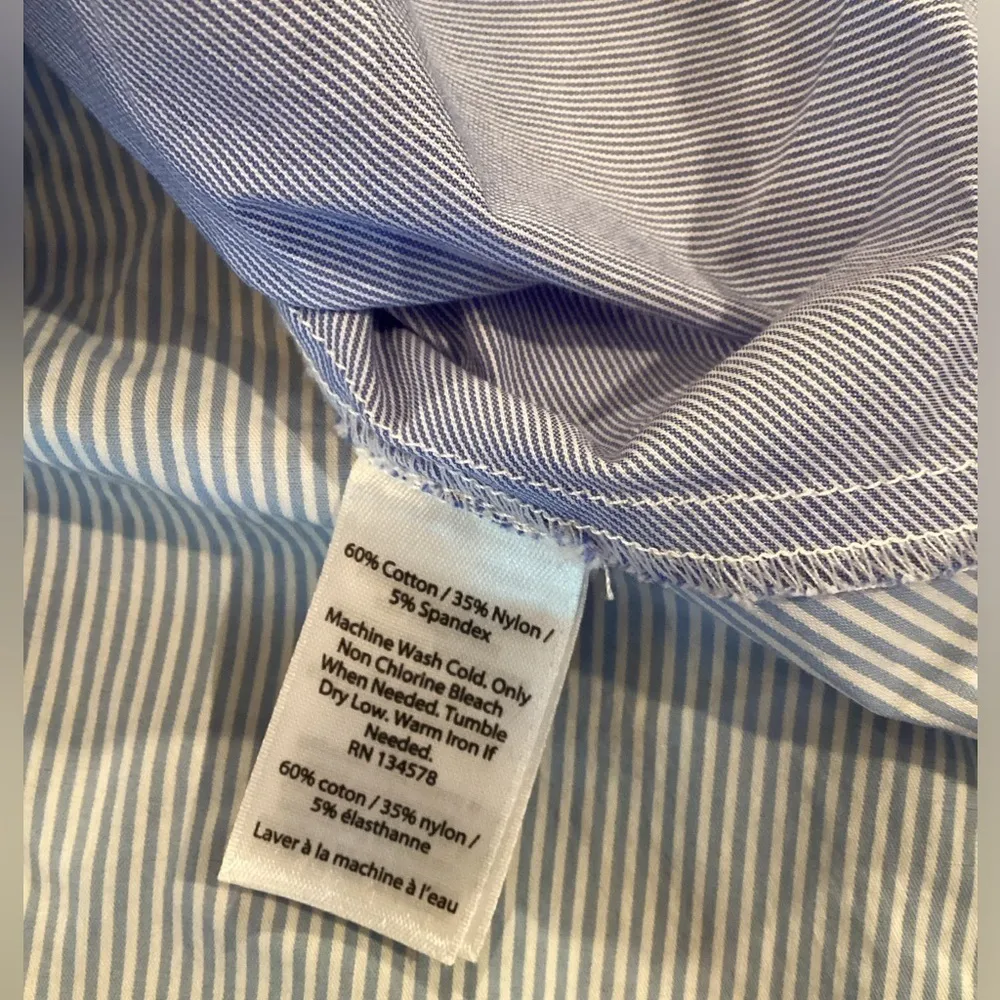 60% Cotton / 35% Nylon /
5% Spandex
Machine Wash Cold. Only
Non Chlorine Bleach
When Needed. Tumble
Dry Low. Warm Iron If
Needed.
RN 134578
60% coton / 35% nylon /
5% élasthanne
Laver à la machine à l'eau